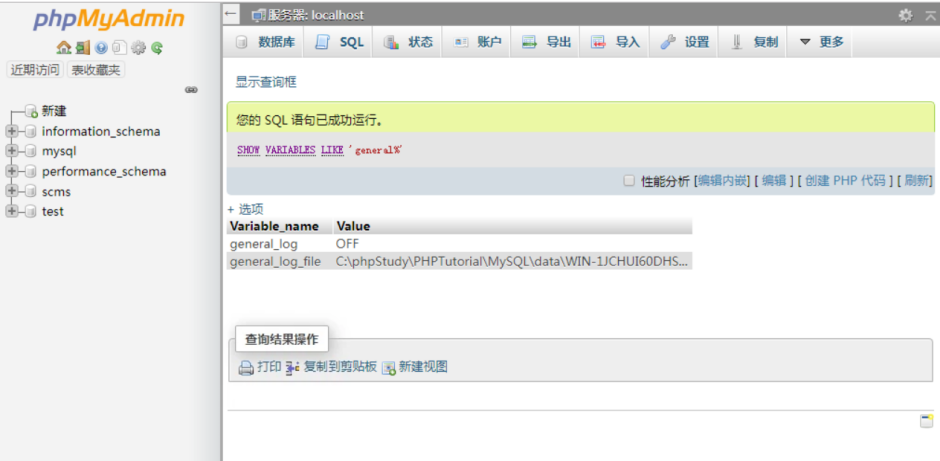 phpMyAdmin
近期访问 表收藏夹
新建
information_schema
mysql
performance_schema
scms
test
服务器: localhost
数据库 SQL 状态 账户 导出 导入 设置 复制 更多
显示查询框
您的 SQL 语句已成功运行。
SHOW VARIABLES LIKE 'general%'
性能分析 [编辑内嵌] [ 编辑 ] [ 创建 PHP 代码 ] [ 刷新]
+ 选项
Variable_name Value
general_log OFF
general_log_file C:\phpStudy\PHPTutorial\MySQL\data\WIN-1JCHUI60DHS...
查询结果操作
打印 复制到剪贴板 新建视图